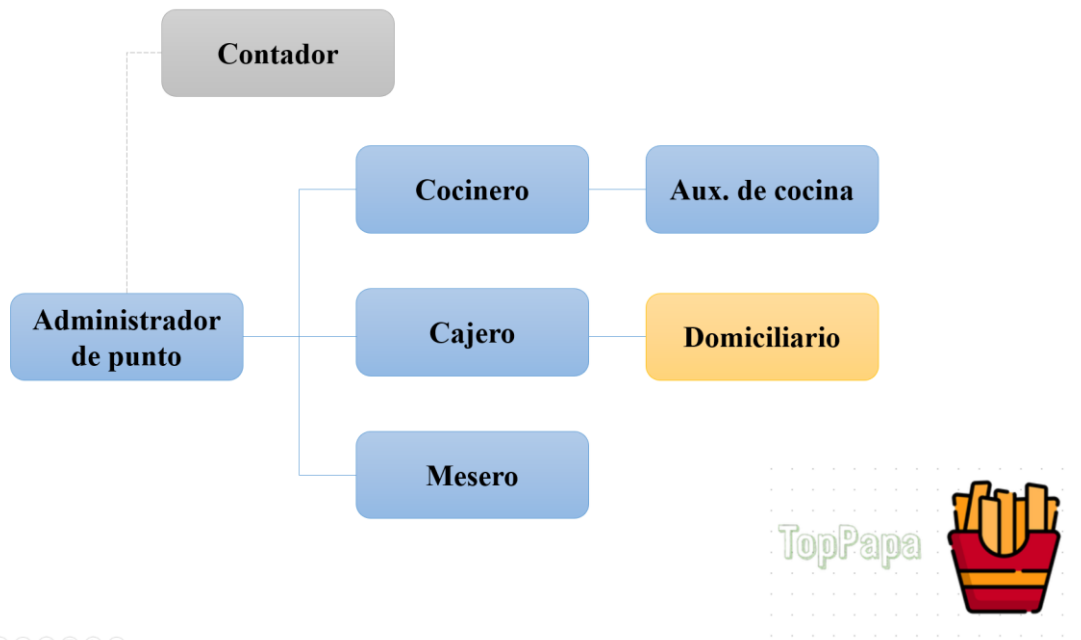 Contador
Cocinero
Aux. de cocina
Administrador
de punto
Cajero
Domiciliario
Mesero
TopPapa